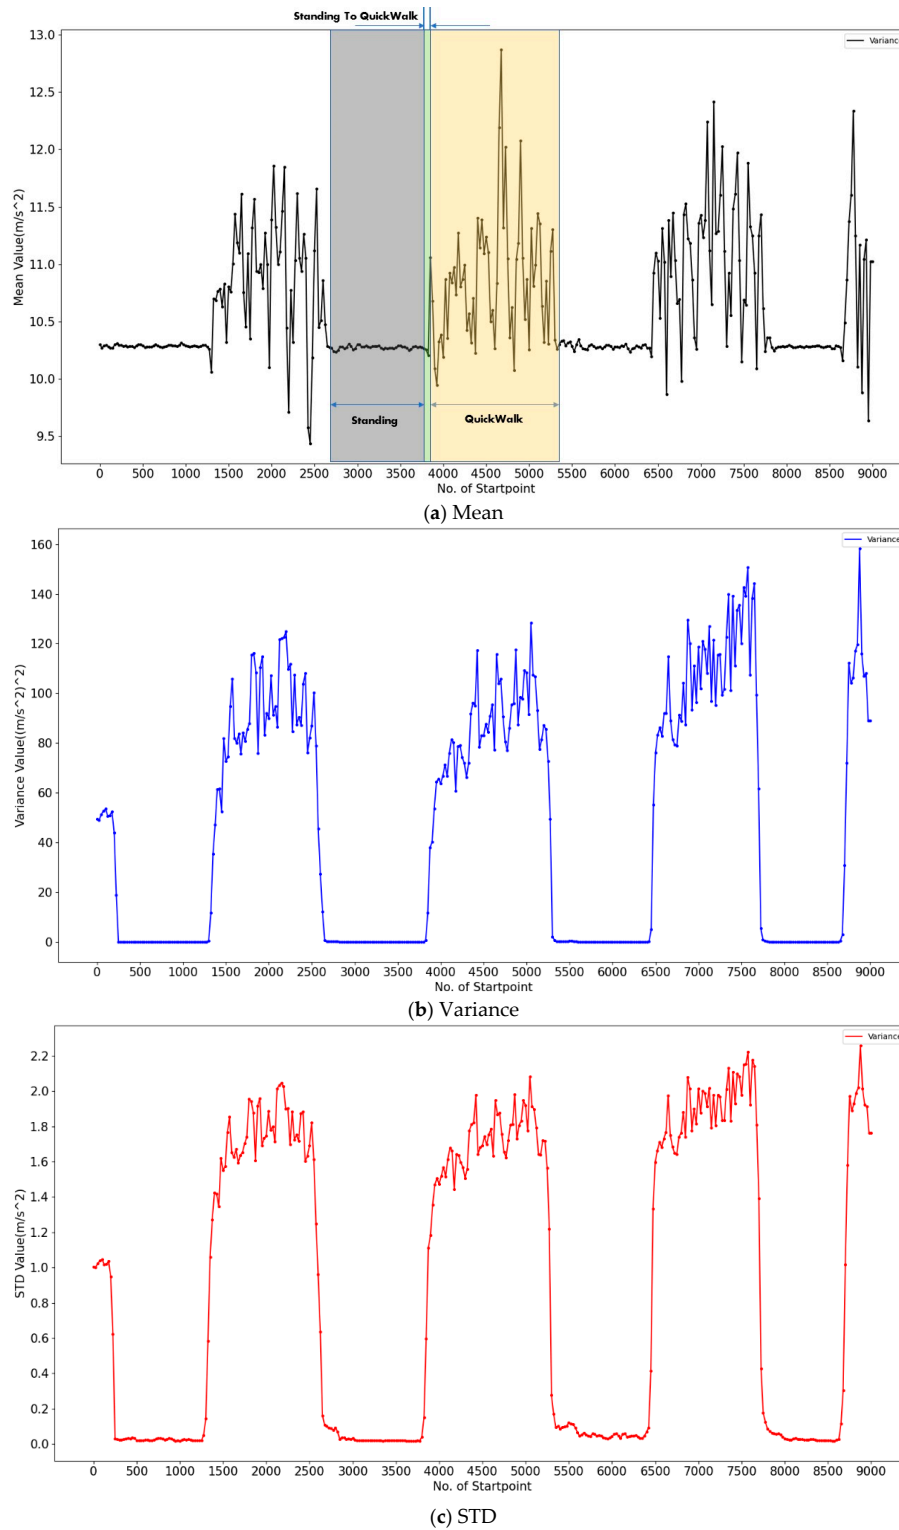 Standing To QuickWalk
13.0
12.5
12.0
11.5
11.0
10.5
10.0
9.5
Mean Value(m/s^2)
Variance
Standing
QuickWalk
0 500 1000 1500 2000 2500 3000 3500 4000 4500 5000 5500 6000 6500 7000 7500 8000 8500 9000
No. of Startpoint
(a) Mean
160
140
120
100
80
60
40
20
0
Variance Value((m/s^2)^2)
Variance
0 500 1000 1500 2000 2500 3000 3500 4000 4500 5000 5500 6000 6500 7000 7500 8000 8500 9000
No. of Startpoint
(b) Variance
2.2
2.0
1.8
1.6
1.4
1.2
1.0
0.8
0.6
0.4
0.2
0.0
STD Value(m/s^2)
Variance
0 500 1000 1500 2000 2500 3000 3500 4000 4500 5000 5500 6000 6500 7000 7500 8000 8500 9000
No. of Startpoint
(c) STD